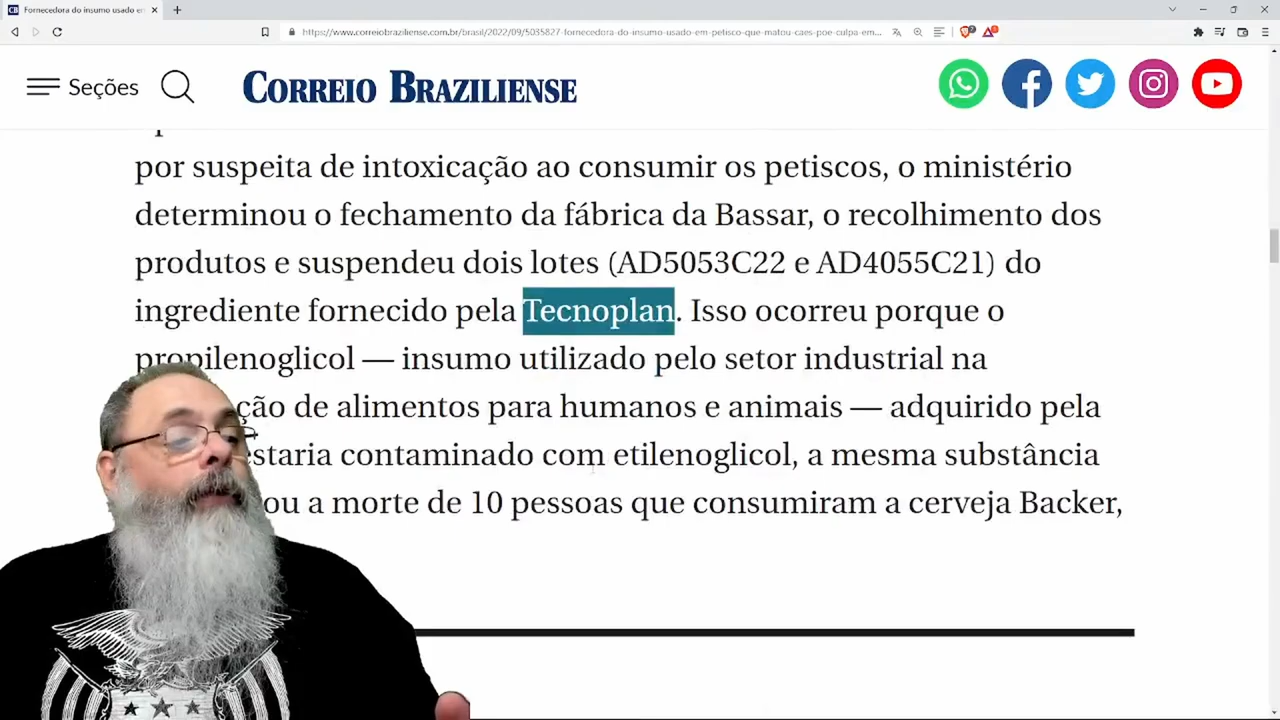 Fornecedora do insumo usado en
https://www.correiobraziliense.com.br/brasil/2022/09/5035827-fornecedora-do-insumo-usado-em-petisco-que-matou-caes-poe-culpa-em...
Seções
CORREIO BRAZILIENSE
por suspeita de intoxicação ao consumir os petiscos, o ministério
determinou o fechamento da fábrica da Bassar, o recolhimento dos
produtos e suspendeu dois lotes (AD5053C22 e AD4055C21) do
ingrediente fornecido pela Tecnoplan. Isso ocorreu porque o
propilenoglicol — insumo utilizado pelo setor industrial na
ção de alimentos para humanos e animais — adquirido pela
estaria contaminado com etilenoglicol, a mesma substância
ou a morte de 10 pessoas que consumiram a cerveja Backer,